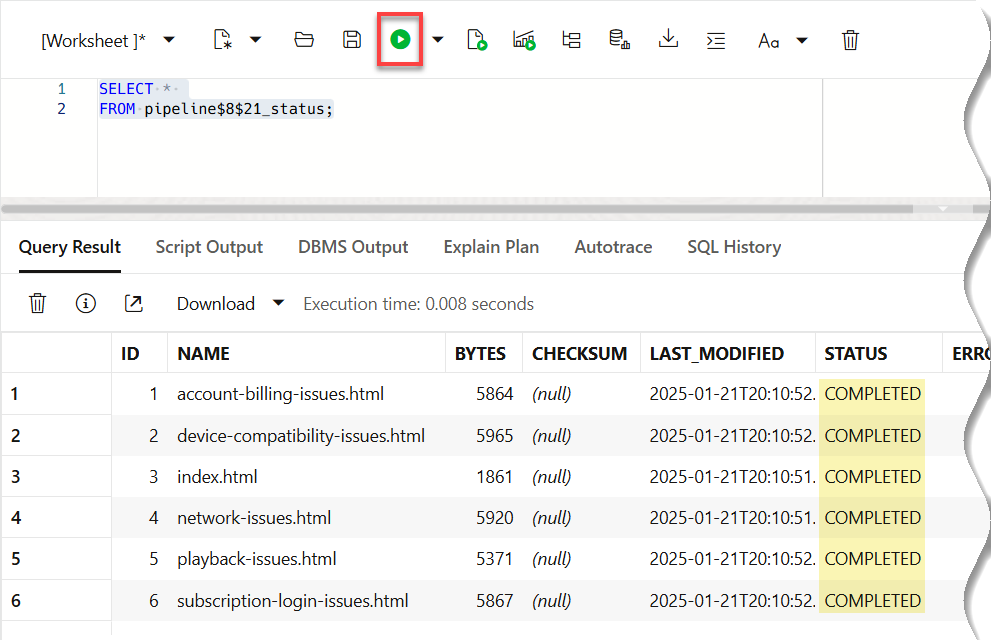 [Worksheet ]* Aa
1 SELECT *
2 FROM pipeline$8$21_status;
Query Result Script Output DBMS Output Explain Plan Autotrace SQL History
Download Execution time: 0.008 seconds
ID NAME BYTES CHECKSUM LAST_MODIFIED STATUS ERRO
1 1 account-billing-issues.html 5864 (null) 2025-01-21T20:10:52. COMPLETED
2 2 device-compatibility-issues.html 5965 (null) 2025-01-21T20:10:52. COMPLETED
3 3 index.html 1861 (null) 2025-01-21T20:10:51. COMPLETED
4 4 network-issues.html 5920 (null) 2025-01-21T20:10:51. COMPLETED
5 5 playback-issues.html 5371 (null) 2025-01-21T20:10:52. COMPLETED
6 6 subscription-login-issues.html 5867 (null) 2025-01-21T20:10:52. COMPLETED